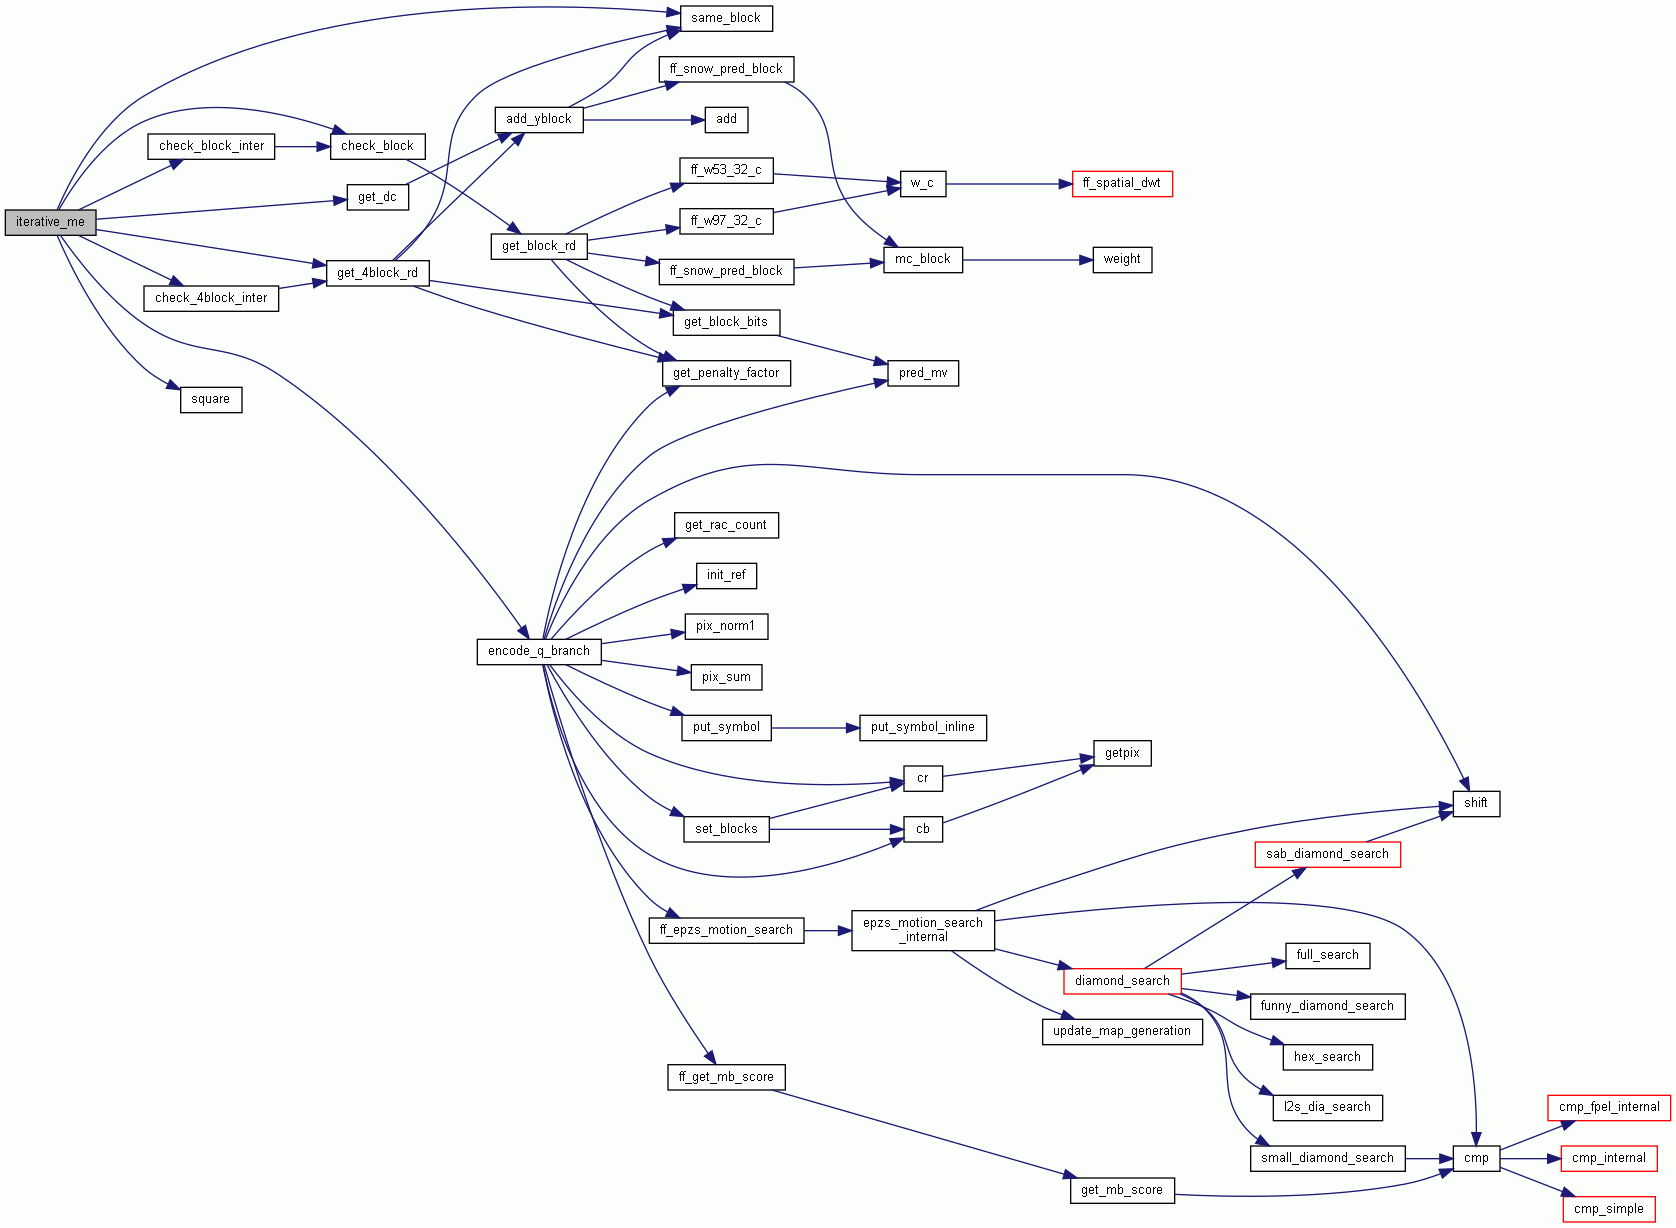 same_block
ff_snow_pred_block
add_yblock
add
check_block_inter
check_block
ff_w53_32_c
w_c
ff_spatial_dwt
get_dc
iterative_me
ff_w97_32_c
get_block_rd
mc_block
weight
get_4block_rd
ff_snow_pred_block
check_4block_inter
get_block_bits
get_penalty_factor
pred_mv
square
get_rac_count
init_ref
pix_norm1
encode_q_branch
pix_sum
put_symbol
put_symbol_inline
getpix
cr
shift
set_blocks
cb
sab_diamond_search
ff_epzs_motion_search
epzs_motion_search
_internal
full_search
diamond_search
funny_diamond_search
update_map_generation
hex_search
ff_get_mb_score
l2s_dia_search
cmp_fpel_internal
small_diamond_search
cmp
cmp_internal
get_mb_score
cmp_simple